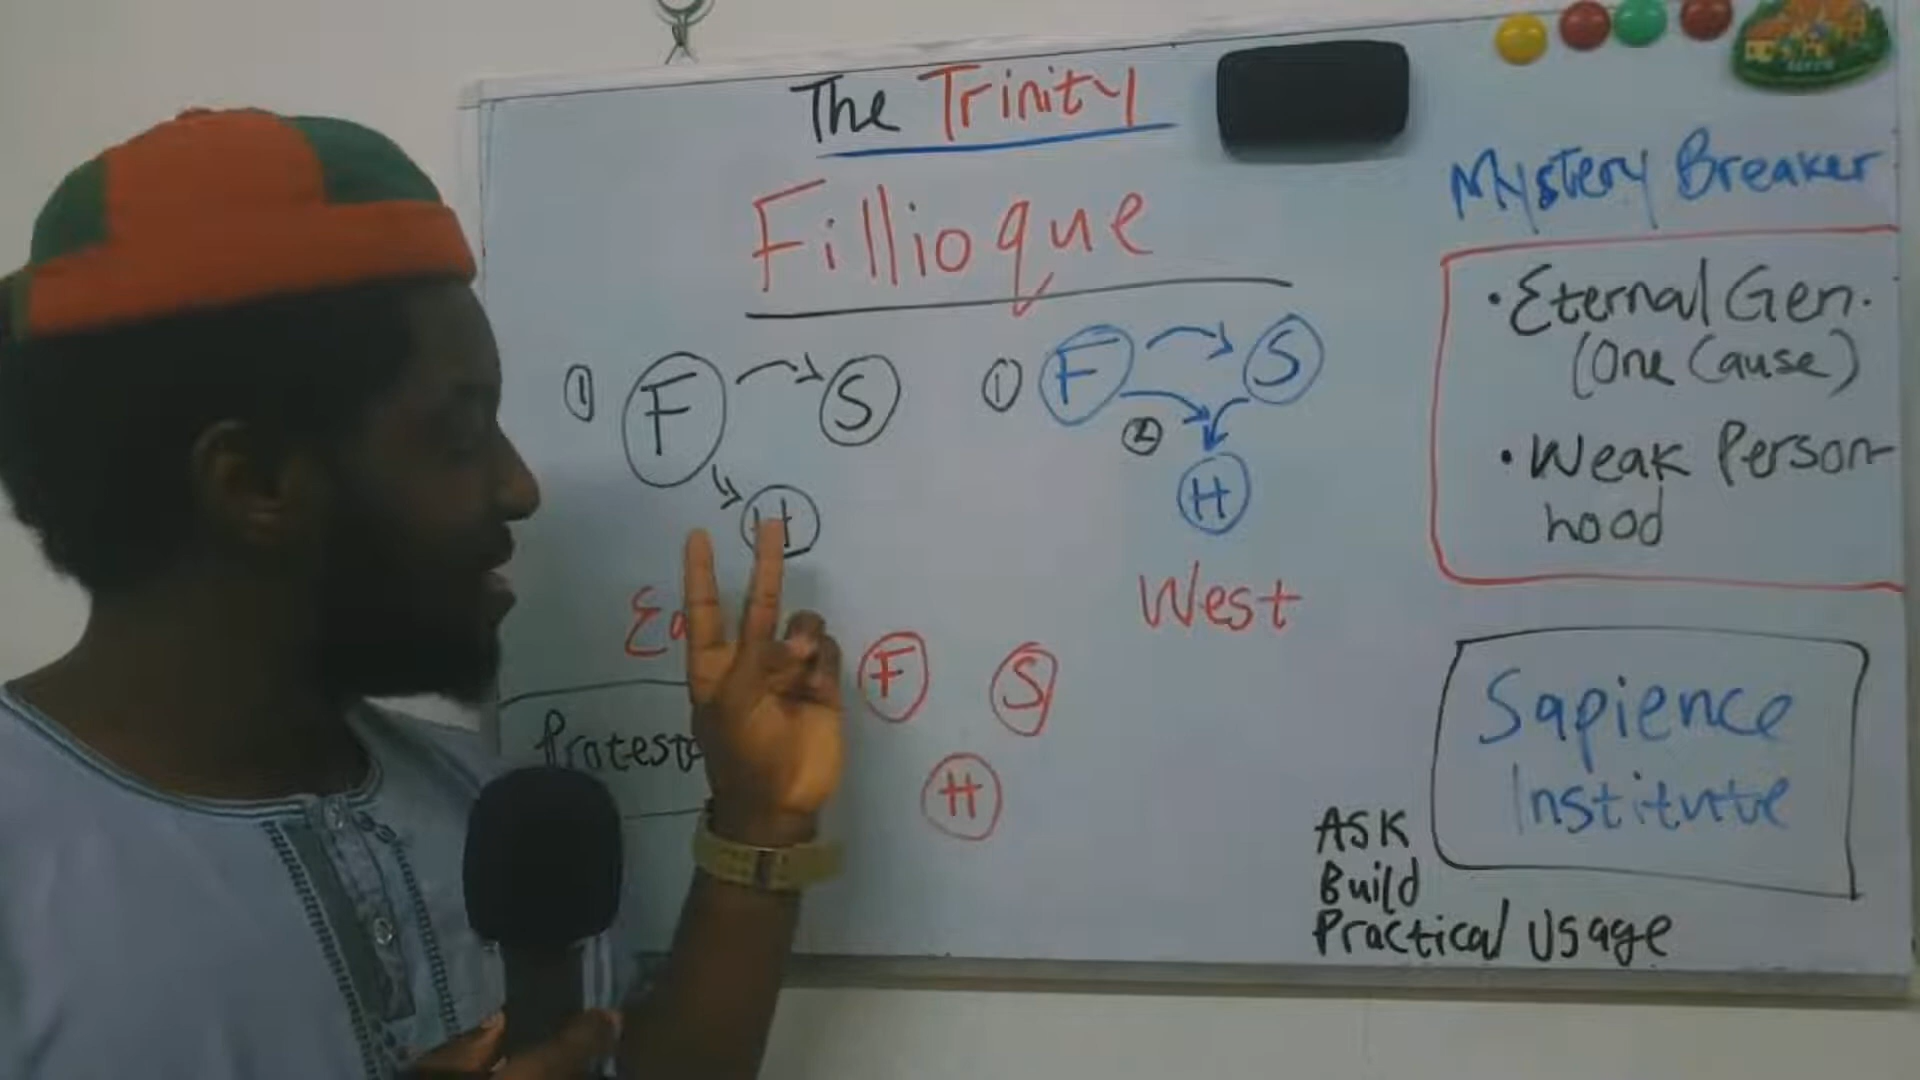 The Trinity
Fillioque
Mystery Breaker
• Eternal Gen.
(One Cause)
• Weak Person-
hood
1 F S
H
1 F S
2
H
West
F S
H
Sapience
Institute
ASK
Build
Practical Usage